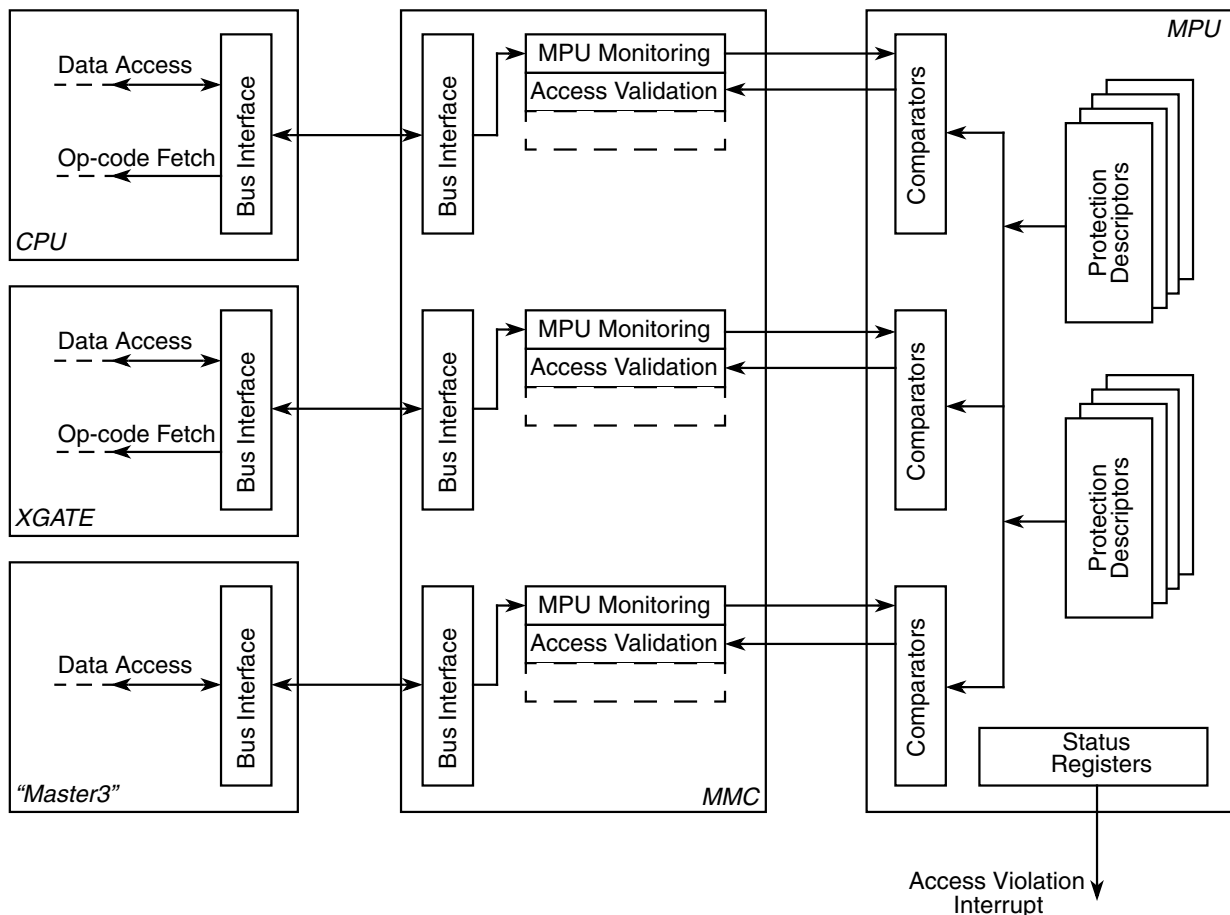 MPU
Data Access
Op-code Fetch
Bus Interface
CPU
Bus Interface
MPU Monitoring
Access Validation
Comparators
Protection
Descriptors
Data Access
Op-code Fetch
Bus Interface
XGATE
Bus Interface
MPU Monitoring
Access Validation
Comparators
Protection
Descriptors
Data Access
Bus Interface
“Master3”
Bus Interface
MPU Monitoring
Access Validation
MMC
Comparators
Status
Registers
Access Violation
Interrupt